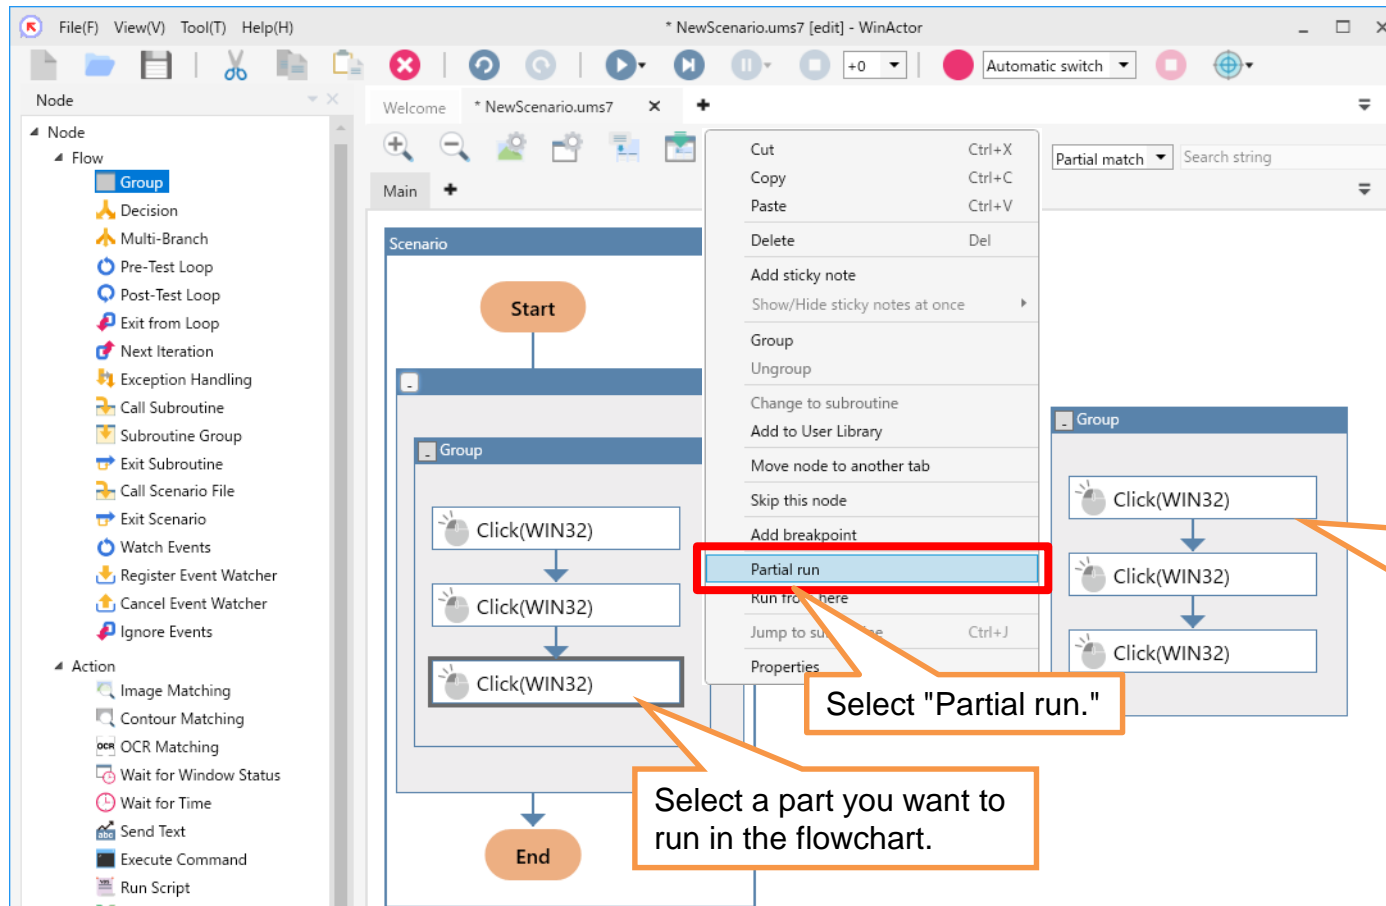 File(F) View(V) Tool(T) Help(H)
* NewScenario.ums7 [edit] - WinActor
+0
Automatic switch
Node
Welcome
* NewScenario.ums7
Node
Flow
Group
Decision
Multi-Branch
Pre-Test Loop
Post-Test Loop
Exit from Loop
Next Iteration
Exception Handling
Call Subroutine
Subroutine Group
Exit Subroutine
Call Scenario File
Exit Scenario
Watch Events
Register Event Watcher
Cancel Event Watcher
Ignore Events
Action
Image Matching
Contour Matching
OCR Matching
Wait for Window Status
Wait for Time
Send Text
Execute Command
Run Script
Partial match
Search string
Main
Scenario
Start
Group
Click(WIN32)
Click(WIN32)
Click(WIN32)
End
Cut Ctrl+X
Copy Ctrl+C
Paste Ctrl+V
Delete Del
Add sticky note
Show/Hide sticky notes at once
Group
Ungroup
Change to subroutine
Add to User Library
Move node to another tab
Skip this node
Add breakpoint
Partial run
Run from here
Jump to subroutine Ctrl+J
Properties
Group
Click(WIN32)
Click(WIN32)
Click(WIN32)
Select "Partial run."
Select a part you want to
run in the flowchart.